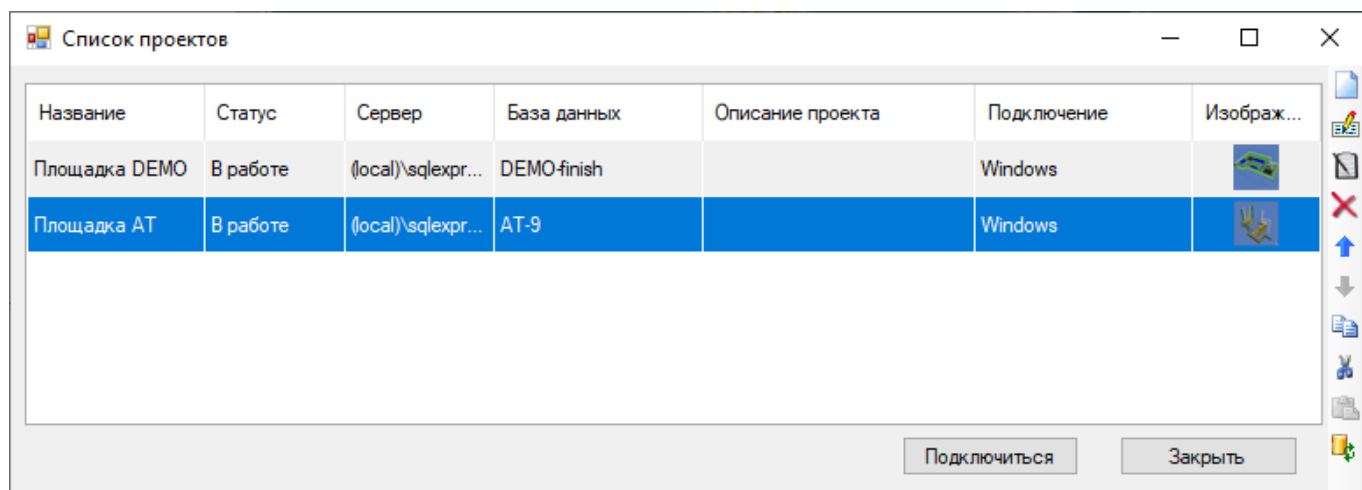 Список проектов
Название Статус Сервер База данных Описание проекта Подключение Изображ...
Площадка DEMO В работе (local)\sqlexpr... DEMO-finish Windows
Площадка AT В работе (local)\sqlexpr... AT-9 Windows
Подключиться Закрыть